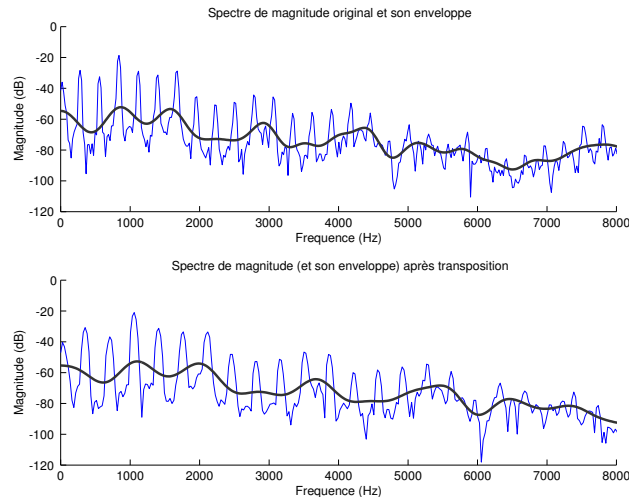 Spectre de magnitude original et son enveloppe
0
-20
-40
-60
-80
-100
-120
Magnitude (dB)
0 1000 2000 3000 4000 5000 6000 7000 8000
Frequence (Hz)
Spectre de magnitude (et son enveloppe) après transposition
0
-20
-40
-60
-80
-100
-120
Magnitude (dB)
0 1000 2000 3000 4000 5000 6000 7000 8000
Frequence (Hz)